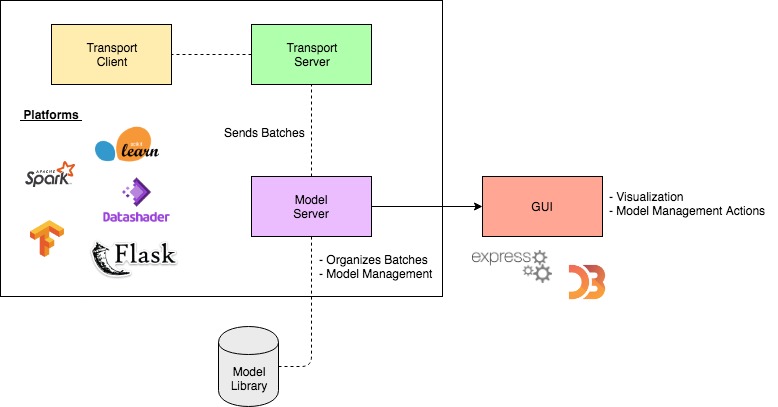 Transport
Client
Transport
Server
Platforms
scikit
learn
Sends Batches
APACHE
Spark
Datashader
Model
Server
GUI
- Visualization
- Model Management Actions
Flask
- Organizes Batches
- Model Management
express
D3
Model
Library